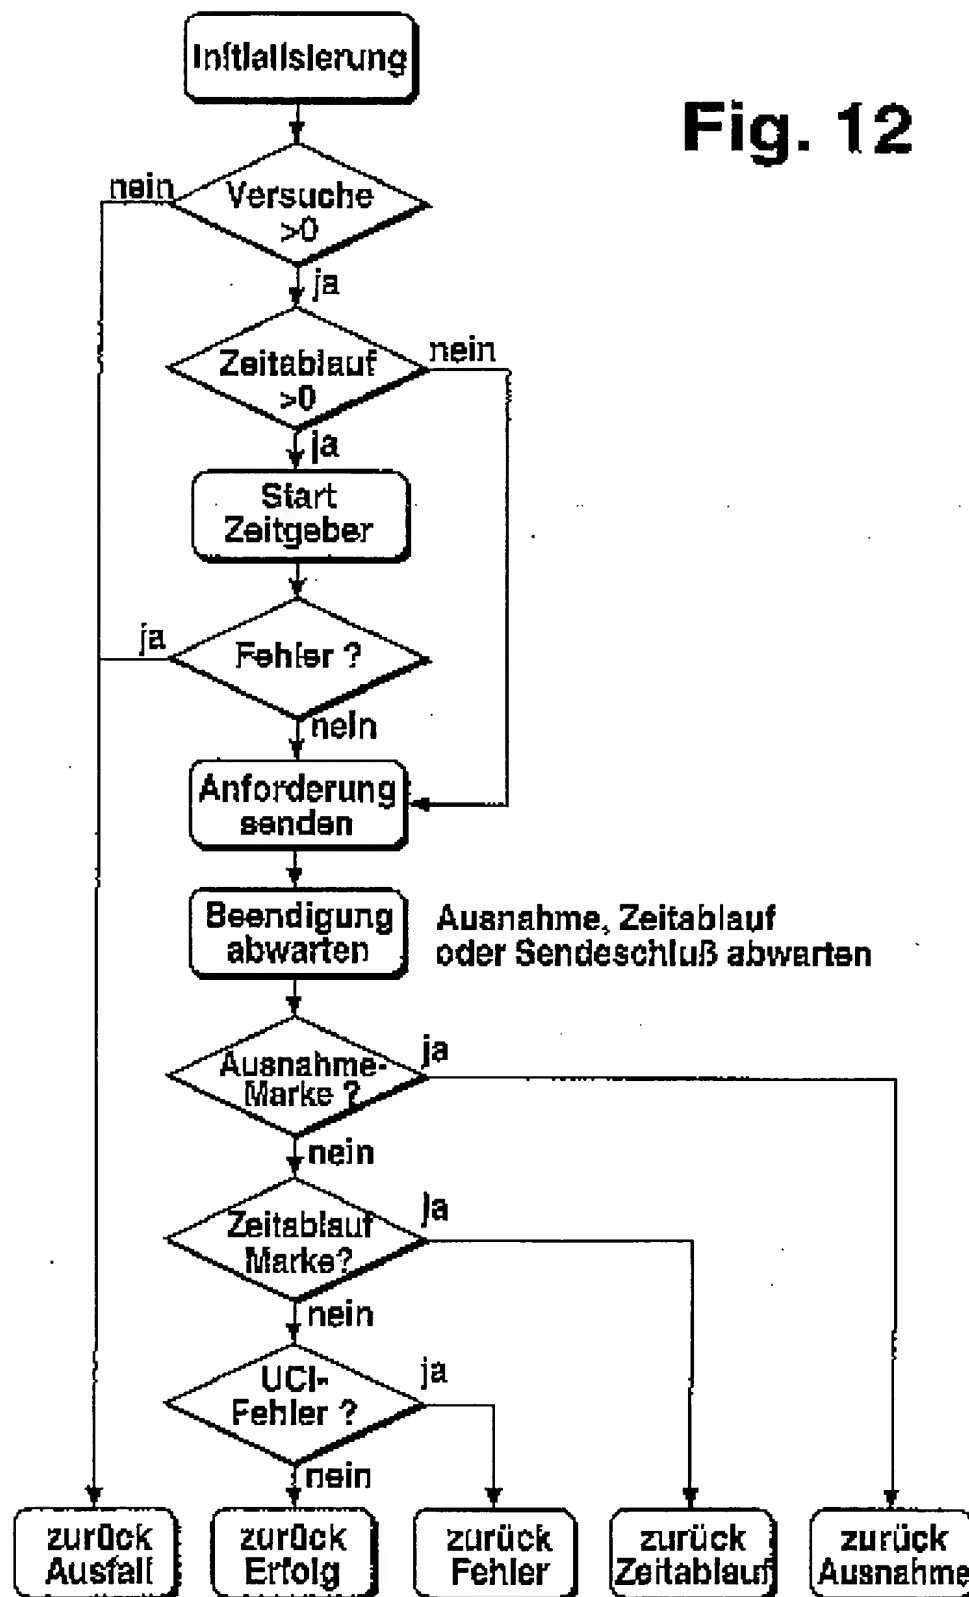 Initialisierung
Fig. 12
nein
Versuche
>0
ja
Zeitablauf
>0
nein
ja
Start
Zeitgeber
ja
Fehler ?
nein
Anforderung
senden
Beendigung
abwarten
Ausnahme, Zeitablauf
oder Sendeschluß abwarten
Ausnahme-
Marke ?
ja
nein
Zeitablauf
Marke?
ja
nein
UCI-
Fehler ?
ja
nein
zurück
Ausfall
zurück
Erfolg
zurück
Fehler
zurück
Zeitablauf
zurück
Ausnahme